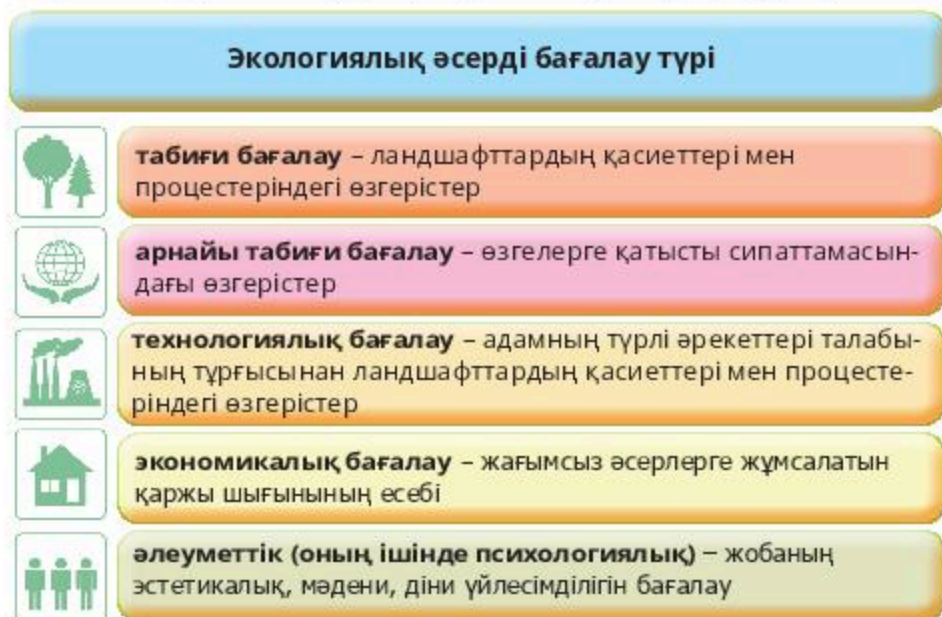 Экологиялық әсерді бағалау түрі
табиғи бағалау – ландшафттардың қасиеттері мен
процестеріндегі өзгерістер
арнайы табиғи бағалау – өзгелерге қатысты сипаттамасын-
дағы өзгерістер
технологиялық бағалау – адамның түрлі әрекеттері талабы-
ның тұрғысынан ландшафттардың қасиеттері мен процесте-
ріндегі өзгерістер
экономикалық бағалау – жағымсыз әсерлерге жұмсалатын
қаржы шығынының есебі
әлеуметтік (оның ішінде психологиялық) – жобаның
эстетикалық, мәдени, діни үйлесімділігін бағалау